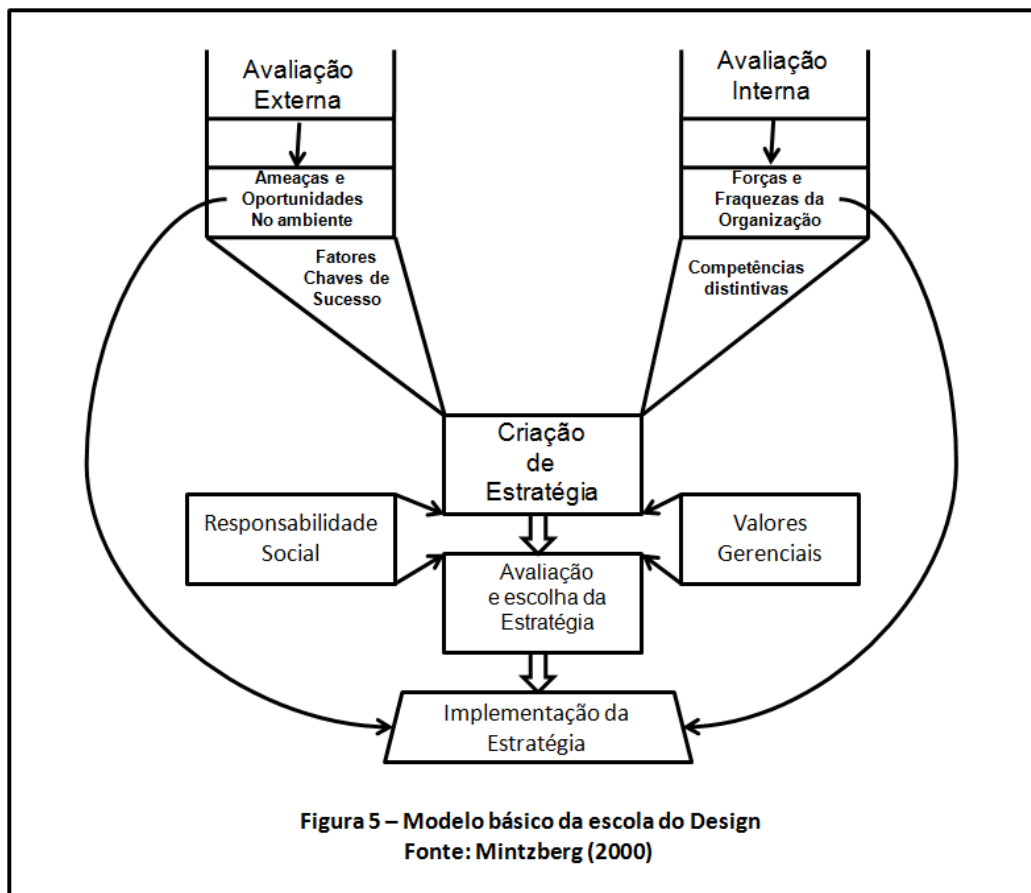 Avaliação
Externa
Avaliação
Interna
Ameaças e
Oportunidades
No ambiente
Forças e
Fraquezas da
Organização
Fatores
Chaves de
Sucesso
Competências
distintivas
Criação
de
Estratégia
Responsabilidade
Social
Valores
Gerenciais
Avaliação
e escolha da
Estratégia
Implementação da
Estratégia
Figura 5 – Modelo básico da escola do Design
Fonte: Mintzberg (2000)